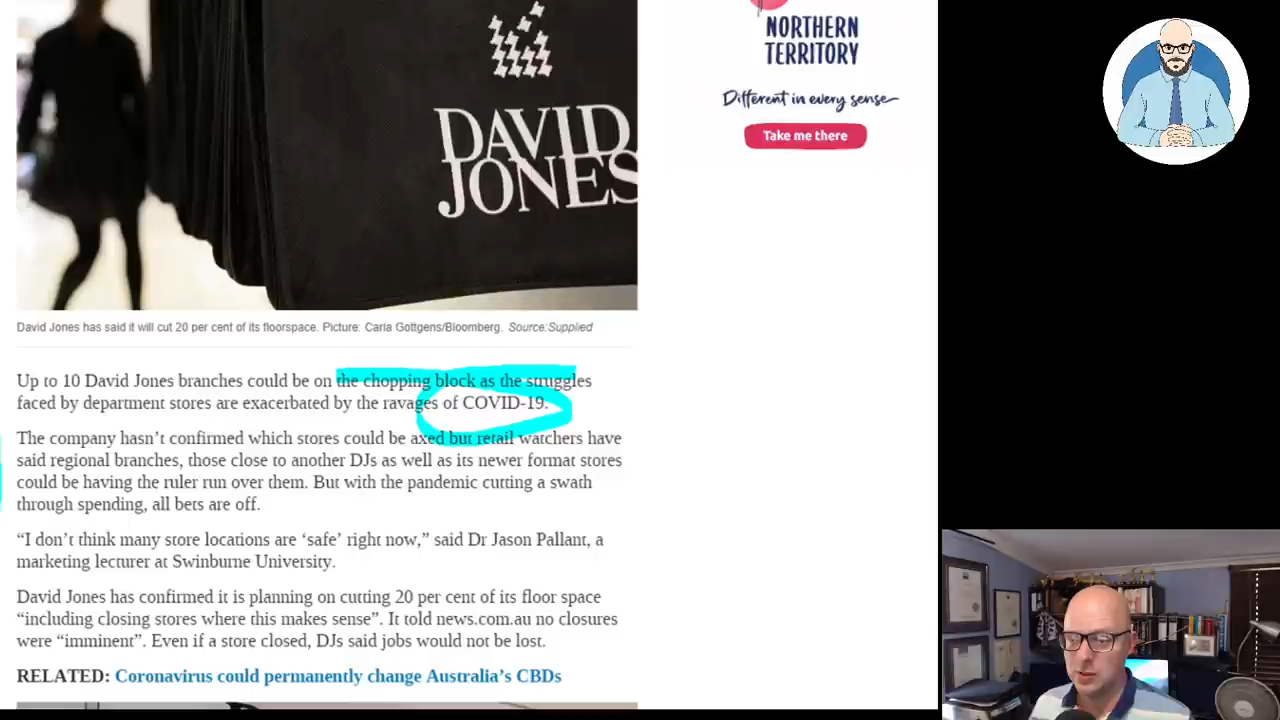 NORTHERN
TERRITORY
Different in every sense
Take me there
DAVID
JONES
David Jones has said it will cut 20 per cent of its floorspace. Picture: Carla Gottgens/Bloomberg. Source:Supplied
Up to 10 David Jones branches could be on the chopping block as the struggles
faced by department stores are exacerbated by the ravages of COVID-19.
The company hasn’t confirmed which stores could be axed but retail watchers have
said regional branches, those close to another DJs as well as its newer format stores
could be having the ruler run over them. But with the pandemic cutting a swath
through spending, all bets are off.
“I don’t think many store locations are ‘safe’ right now,” said Dr Jason Pallant, a
marketing lecturer at Swinburne University.
David Jones has confirmed it is planning on cutting 20 per cent of its floor space
“including closing stores where this makes sense”. It told news.com.au no closures
were “imminent”. Even if a store closed, DJs said jobs would not be lost.
RELATED: Coronavirus could permanently change Australia’s CBDs